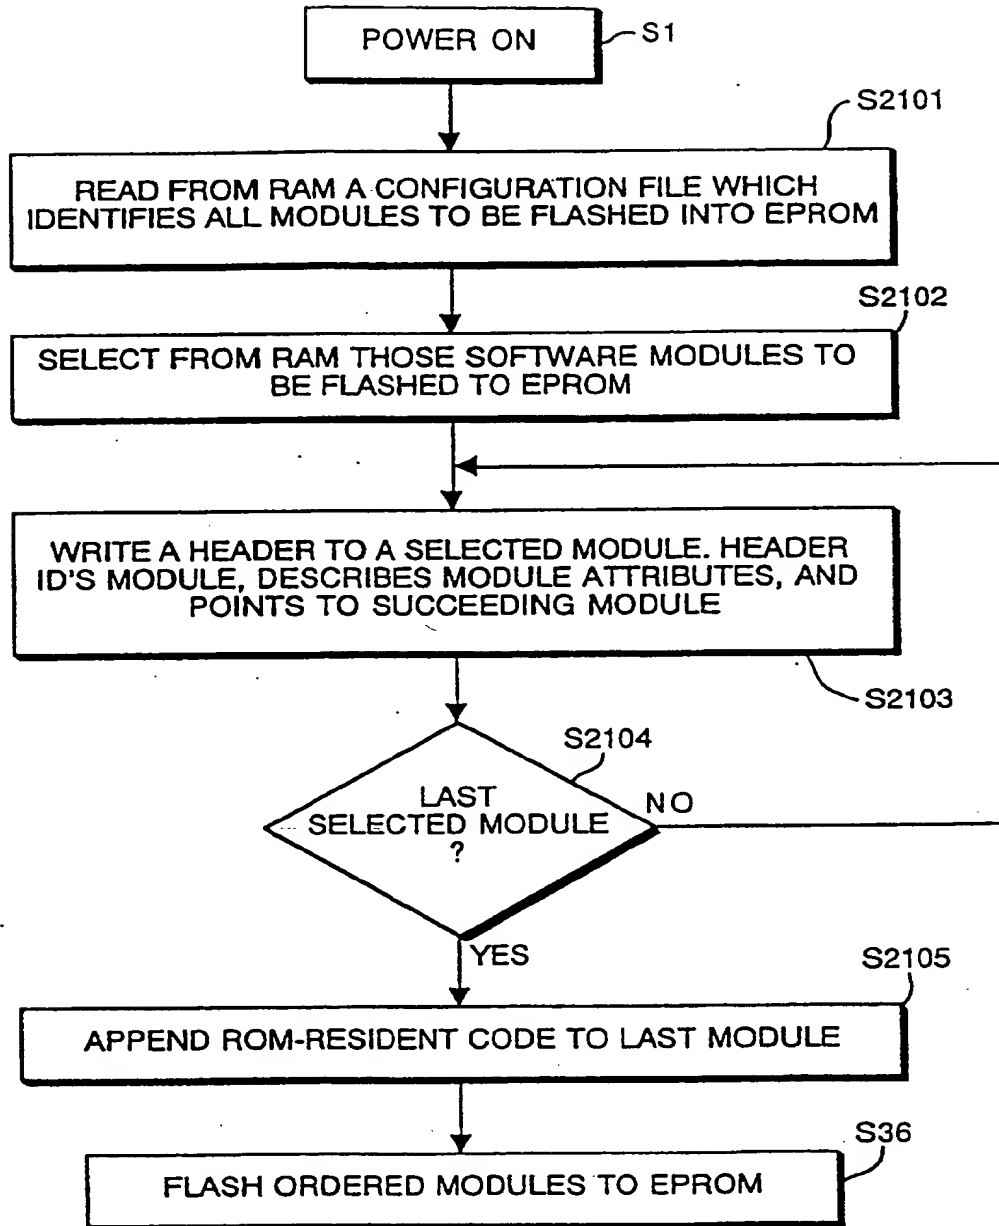 POWER ON
S1
S2101
READ FROM RAM A CONFIGURATION FILE WHICH
IDENTIFIES ALL MODULES TO BE FLASHED INTO EPROM
S2102
SELECT FROM RAM THOSE SOFTWARE MODULES TO
BE FLASHED TO EPROM
WRITE A HEADER TO A SELECTED MODULE. HEADER
ID'S MODULE, DESCRIBES MODULE ATTRIBUTES, AND
POINTS TO SUCCEEDING MODULE
S2103
S2104
LAST
SELECTED MODULE
?
NO
YES
S2105
APPEND ROM-RESIDENT CODE TO LAST MODULE
S36
FLASH ORDERED MODULES TO EPROM